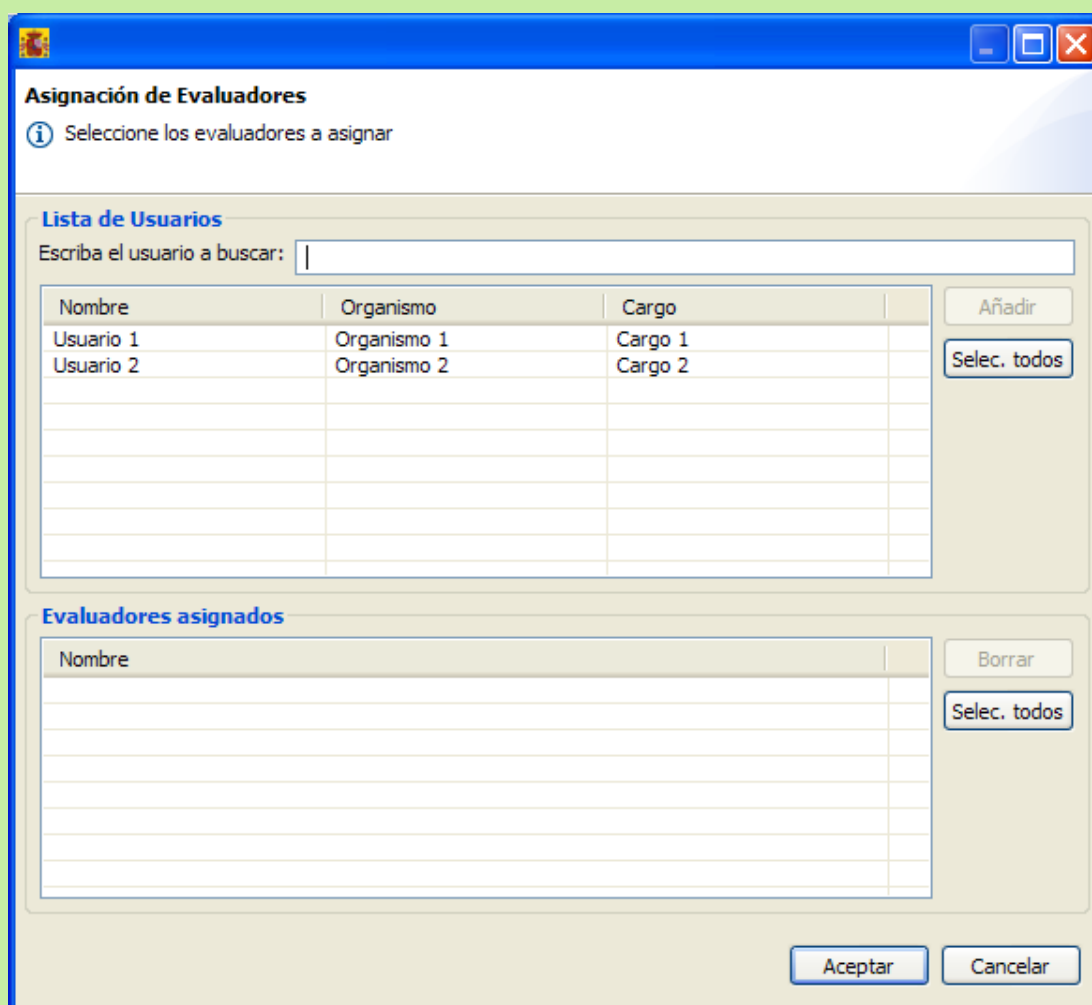 Asignación de Evaluadores
Seleccione los evaluadores a asignar
Lista de Usuarios
Escriba el usuario a buscar:
Nombre Organismo Cargo Añadir
Usuario 1 Organismo 1 Cargo 1
Usuario 2 Organismo 2 Cargo 2 Selec. todos
Evaluadores asignados
Nombre Borrar
Selec. todos
Aceptar Cancelar